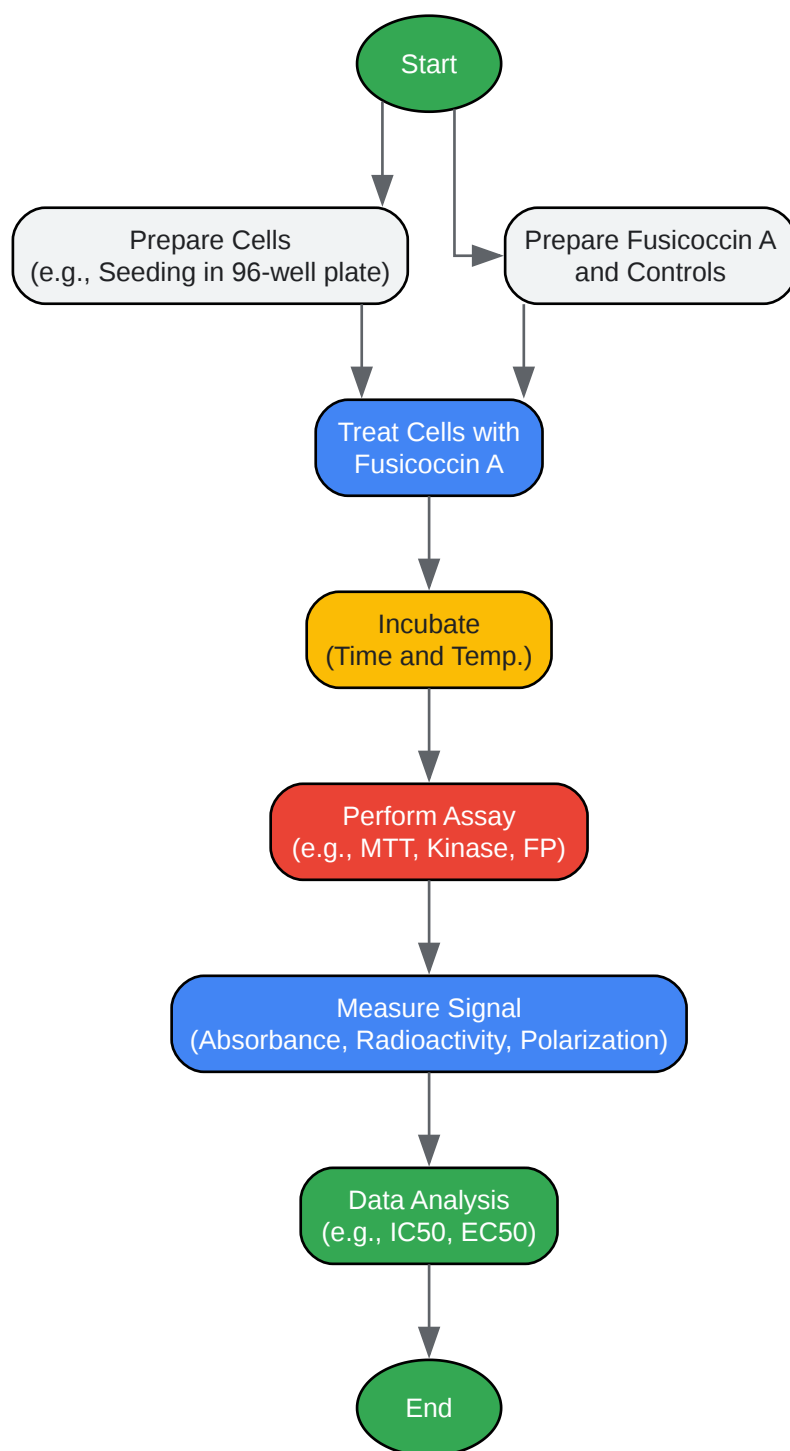 Start
Prepare Cells
(e.g., Seeding in 96-well plate)
Prepare Fusicoccin A
and Controls
Treat Cells with
Fusicoccin A
Incubate
(Time and Temp.)
Perform Assay
(e.g., MTT, Kinase, FP)
Measure Signal
(Absorbance, Radioactivity, Polarization)
Data Analysis
(e.g., IC50, EC50)
End